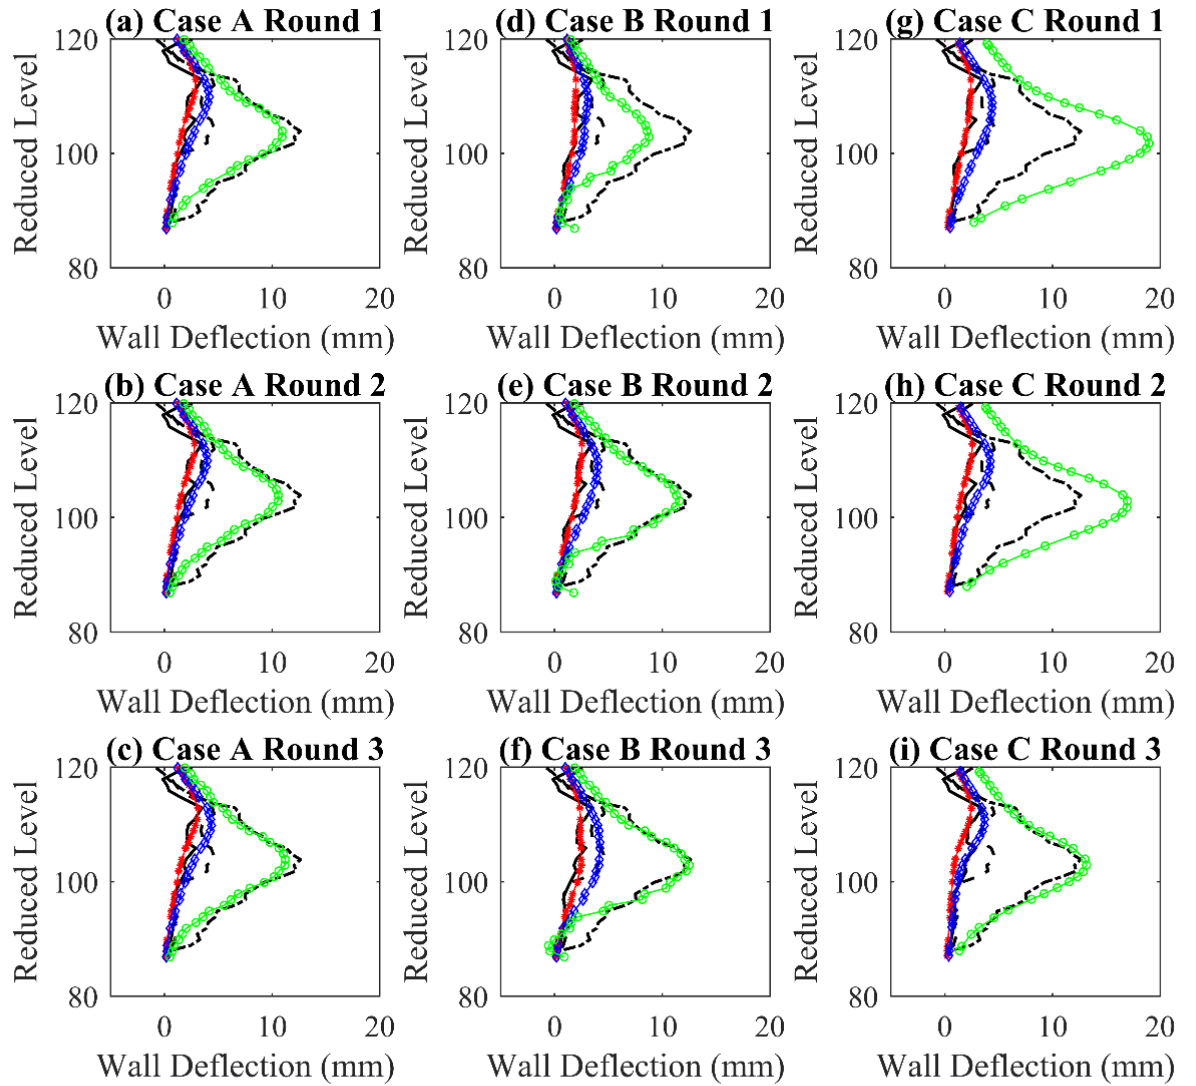 (a) Case A Round 1
120
100
80
Reduced Level
0 10 20
Wall Deflection (mm)
(d) Case B Round 1
120
100
80
Reduced Level
0 10 20
Wall Deflection (mm)
(g) Case C Round 1
120
100
80
Reduced Level
0 10 20
Wall Deflection (mm)
(b) Case A Round 2
120
100
80
Reduced Level
0 10 20
Wall Deflection (mm)
(e) Case B Round 2
120
100
80
Reduced Level
0 10 20
Wall Deflection (mm)
(h) Case C Round 2
120
100
80
Reduced Level
0 10 20
Wall Deflection (mm)
(c) Case A Round 3
120
100
80
Reduced Level
0 10 20
Wall Deflection (mm)
(f) Case B Round 3
120
100
80
Reduced Level
0 10 20
Wall Deflection (mm)
(i) Case C Round 3
120
100
80
Reduced Level
0 10 20
Wall Deflection (mm)